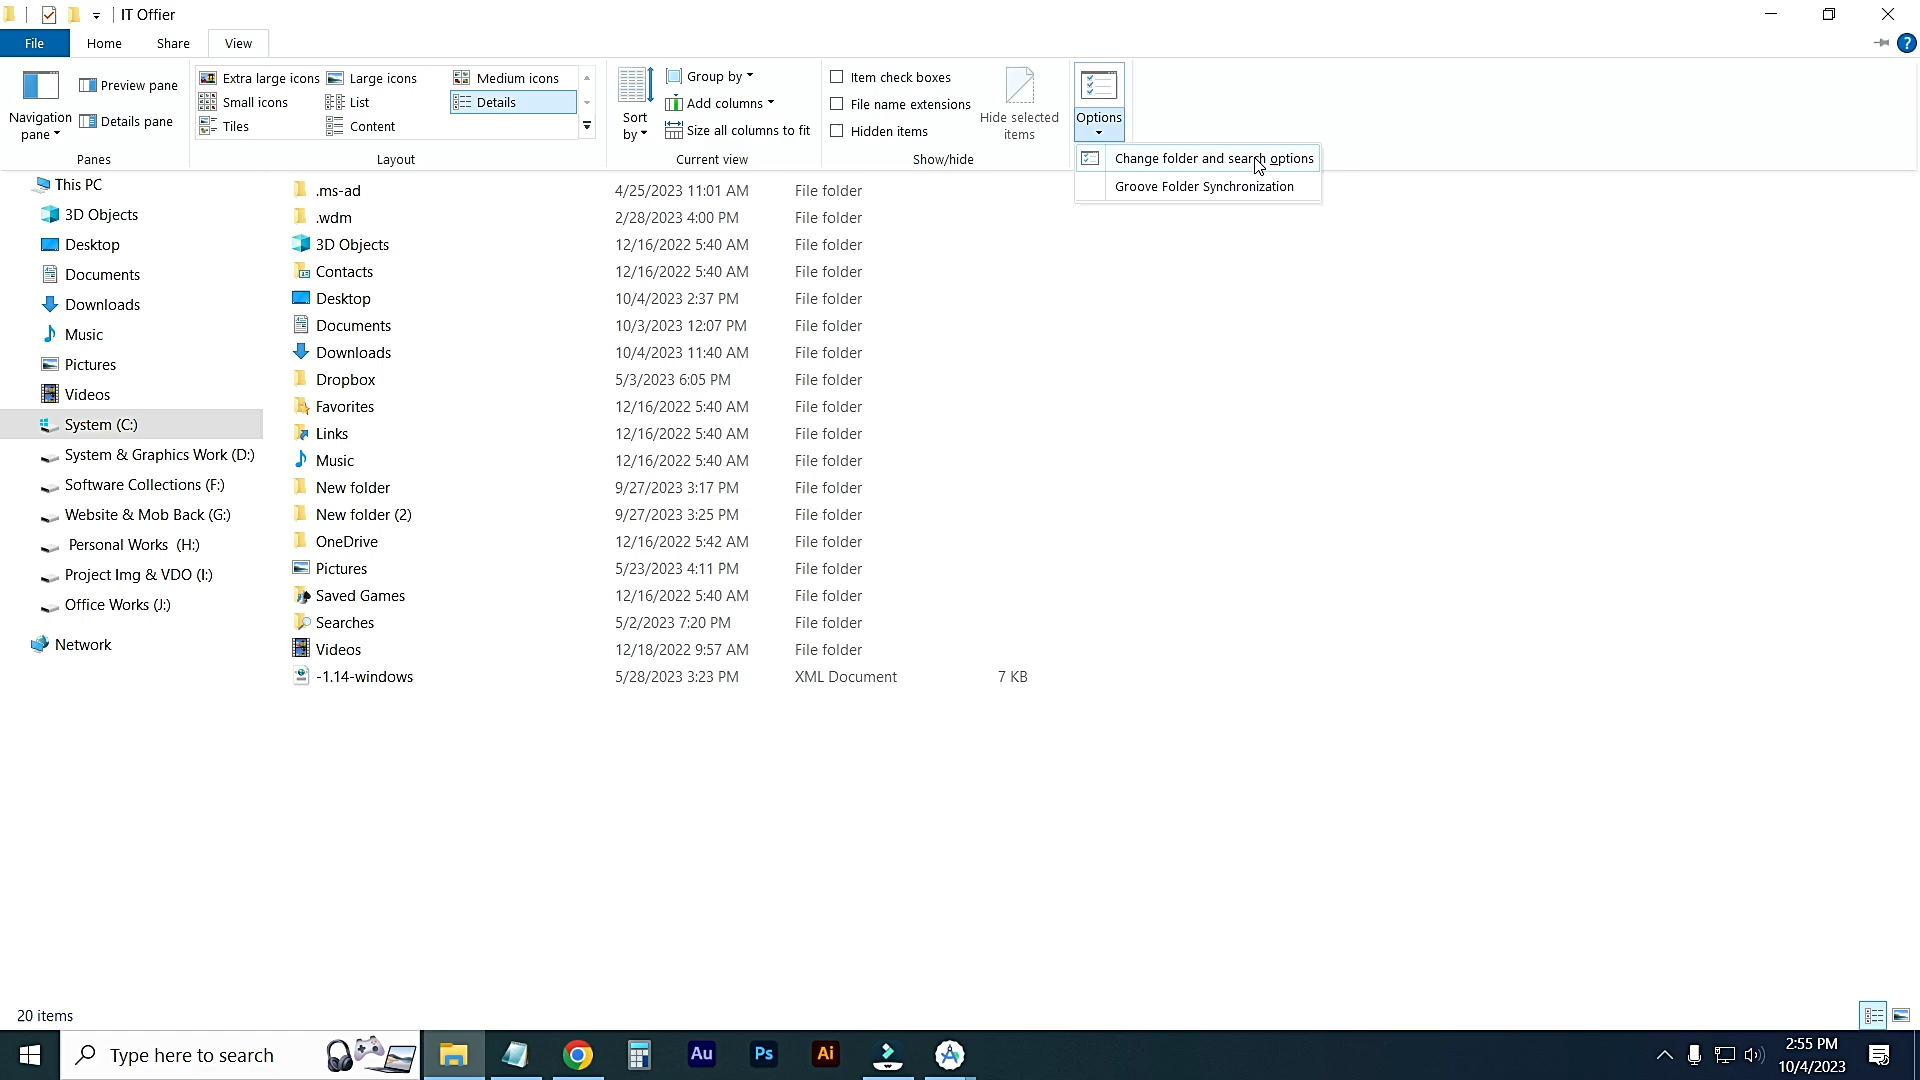 IT Offier
File Home Share View
Navigation pane
Preview pane
Details pane
Panes
Extra large icons Large icons Medium icons
Small icons List Details
Tiles Content
Layout
Sort by
Group by
Add columns
Size all columns to fit
Current view
Item check boxes
File name extensions
Hidden items
Hide selected items
Show/hide
Options
Change folder and search options
Groove Folder Synchronization
This PC
3D Objects
Desktop
Documents
Downloads
Music
Pictures
Videos
System (C:)
System & Graphics Work (D:)
Software Collections (F:)
Website & Mob Back (G:)
Personal Works (H:)
Project Img & VDO (I:)
Office Works (J:)
Network
.ms-ad 4/25/2023 11:01 AM File folder
.wdm 2/28/2023 4:00 PM File folder
3D Objects 12/16/2022 5:40 AM File folder
Contacts 12/16/2022 5:40 AM File folder
Desktop 10/4/2023 2:37 PM File folder
Documents 10/3/2023 12:07 PM File folder
Downloads 10/4/2023 11:40 AM File folder
Dropbox 5/3/2023 6:05 PM File folder
Favorites 12/16/2022 5:40 AM File folder
Links 12/16/2022 5:40 AM File folder
Music 12/16/2022 5:40 AM File folder
New folder 9/27/2023 3:17 PM File folder
New folder (2) 9/27/2023 3:25 PM File folder
OneDrive 12/16/2022 5:42 AM File folder
Pictures 5/23/2023 4:11 PM File folder
Saved Games 12/16/2022 5:40 AM File folder
Searches 5/2/2023 7:20 PM File folder
Videos 12/18/2022 9:57 AM File folder
-1.14-windows 5/28/2023 3:23 PM XML Document 7 KB
20 items
Type here to search
Au
Ps
Ai
2:55 PM
10/4/2023